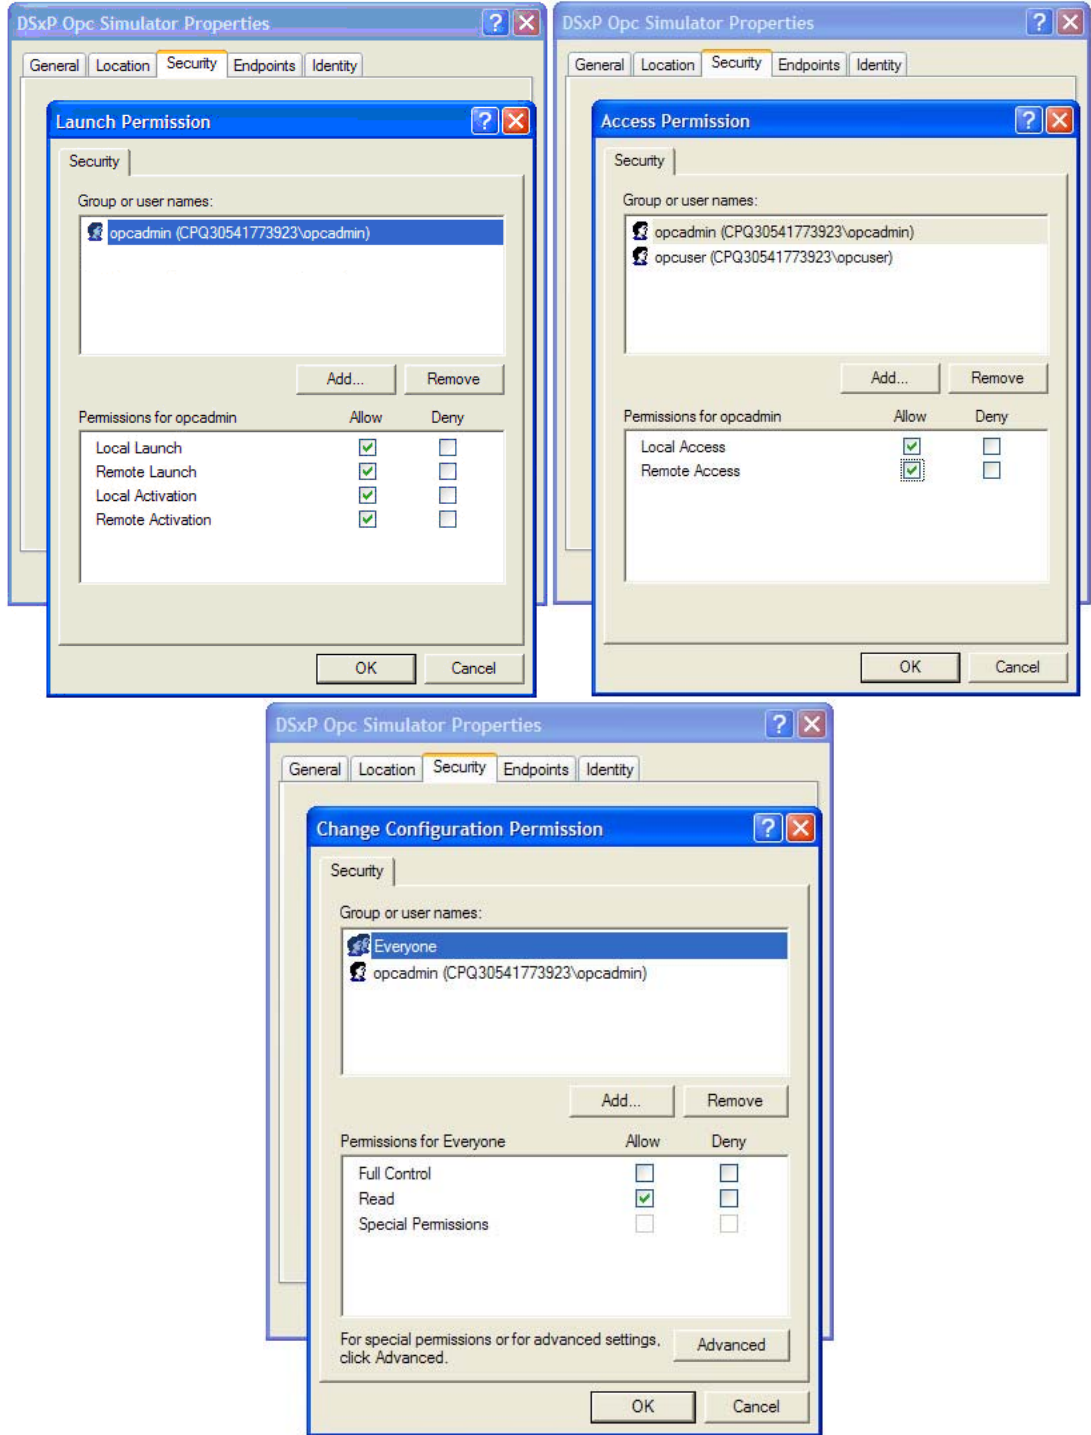 DSxP Opc Simulator Properties
General Location Security Endpoints Identity
Launch Permission
Security
Group or user names:
opcadmin (CPQ30541773923\opcadmin)
Add... Remove
Permissions for opcadmin Allow Deny
Local Launch
Remote Launch
Local Activation
Remote Activation
OK Cancel
DSxP Opc Simulator Properties
General Location Security Endpoints Identity
Access Permission
Security
Group or user names:
opcadmin (CPQ30541773923\opcadmin)
opcuser (CPQ30541773923\opcuser)
Add... Remove
Permissions for opcadmin Allow Deny
Local Access
Remote Access
OK Cancel
DSxP Opc Simulator Properties
General Location Security Endpoints Identity
Change Configuration Permission
Security
Group or user names:
Everyone
opcadmin (CPQ30541773923\opcadmin)
Add... Remove
Permissions for Everyone Allow Deny
Full Control
Read
Special Permissions
For special permissions or for advanced settings,
click Advanced.
Advanced
OK Cancel